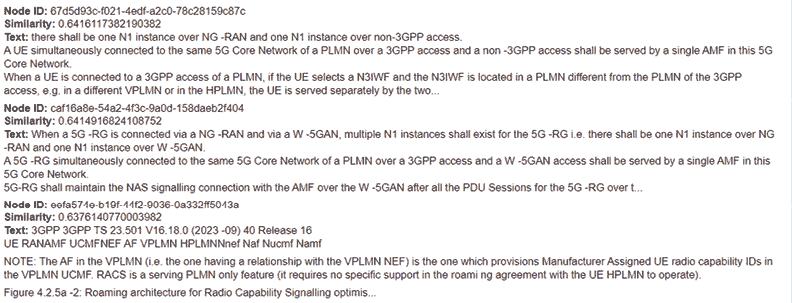 Node ID: 67d5d93c-f021-4edf-a2c0-78c28159c87c
Similarity: 0.6416117382190382
Text: there shall be one N1 instance over NG -RAN and one N1 instance over non-3GPP access.
A UE simultaneously connected to the same 5G Core Network of a PLMN over a 3GPP access and a non -3GPP access shall be served by a single AMF in this 5G
Core Network.
When a UE is connected to a 3GPP access of a PLMN, if the UE selects a N3IWF and the N3IWF is located in a PLMN different from the PLMN of the 3GPP
access, e.g. in a different VPLMN or in the HPLMN, the UE is served separately by the two...
Node ID: caf16a8e-54a2-4f3c-9a0d-158daeb2f404
Similarity: 0.6414916824108752
Text: When a 5G -RG is connected via a NG -RAN and via a W -5GAN, multiple N1 instances shall exist for the 5G -RG i.e. there shall be one N1 instance over NG
-RAN and one N1 instance over W -5GAN.
A 5G -RG simultaneously connected to the same 5G Core Network of a PLMN over a 3GPP access and a W -5GAN access shall be served by a single AMF in this
5G Core Network.
5G-RG shall maintain the NAS signalling connection with the AMF over the W -5GAN after all the PDU Sessions for the 5G -RG over t...
Node ID: eefa574e-b19f-44f2-9036-0a332ff5043a
Similarity: 0.6376140770003982
Text: 3GPP 3GPP TS 23.501 V16.18.0 (2023 -09) 40 Release 16
UE RANAMF UCMFNEF AF VPLMN HPLMNNnef Naf Nucmf Namf
NOTE: The AF in the VPLMN (i.e. the one having a relationship with the VPLMN NEF) is the one which provisions Manufacturer Assigned UE radio capability IDs in
the VPLMN UCMF. RACS is a serving PLMN only feature (it requires no specific support in the roami ng agreement with the UE HPLMN to operate).
Figure 4.2.5a -2: Roaming architecture for Radio Capability Signalling optimis...